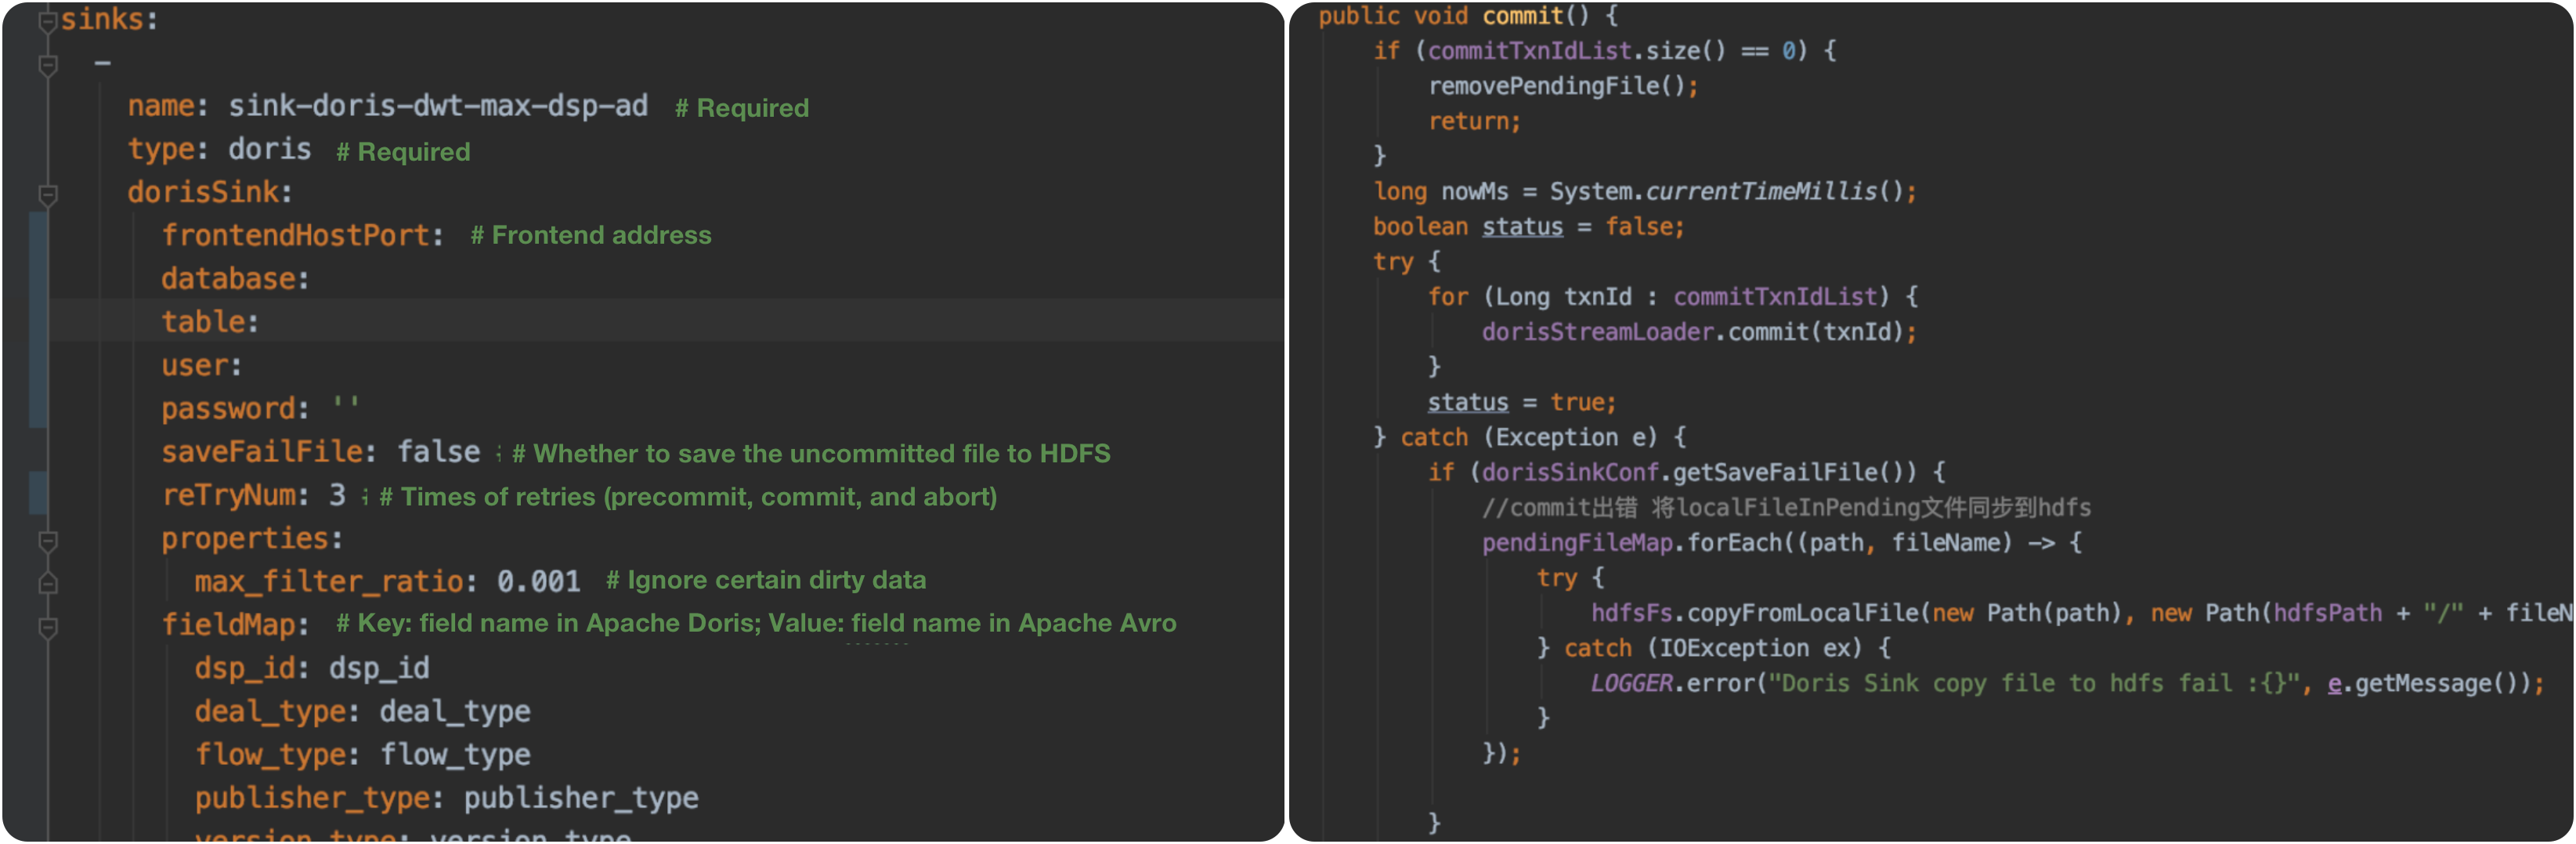 sinks:
-
name: sink-doris-dwt-max-dsp-ad # Required
type: doris # Required
dorisSink:
frontendHostPort: # Frontend address
database:
table:
user:
password: ''
saveFailFile: false # Whether to save the uncommitted file to HDFS
reTryNum: 3 # Times of retries (precommit, commit, and abort)
properties:
max_filter_ratio: 0.001 # Ignore certain dirty data
fieldMap: # Key: field name in Apache Doris; Value: field name in Apache Avro
dsp_id: dsp_id
deal_type: deal_type
flow_type: flow_type
publisher_type: publisher_type
version_type: version_type
public void commit() {
if (commitTxnIdList.size() == 0) {
removePendingFile();
return;
}
long nowMs = System.currentTimeMillis();
boolean status = false;
try {
for (Long txnId : commitTxnIdList) {
dorisStreamLoader.commit(txnId);
}
status = true;
} catch (Exception e) {
if (dorisSinkConf.getSaveFailFile()) {
//commit出错 将localFileInPending文件同步到hdfs
pendingFileMap.forEach((path, fileName) -> {
try {
hdfsFs.copyFromLocalFile(new Path(path), new Path(hdfsPath + "/" + fileN
} catch (IOException ex) {
LOGGER.error("Doris Sink copy file to hdfs fail :{}", e.getMessage());
}
});
}